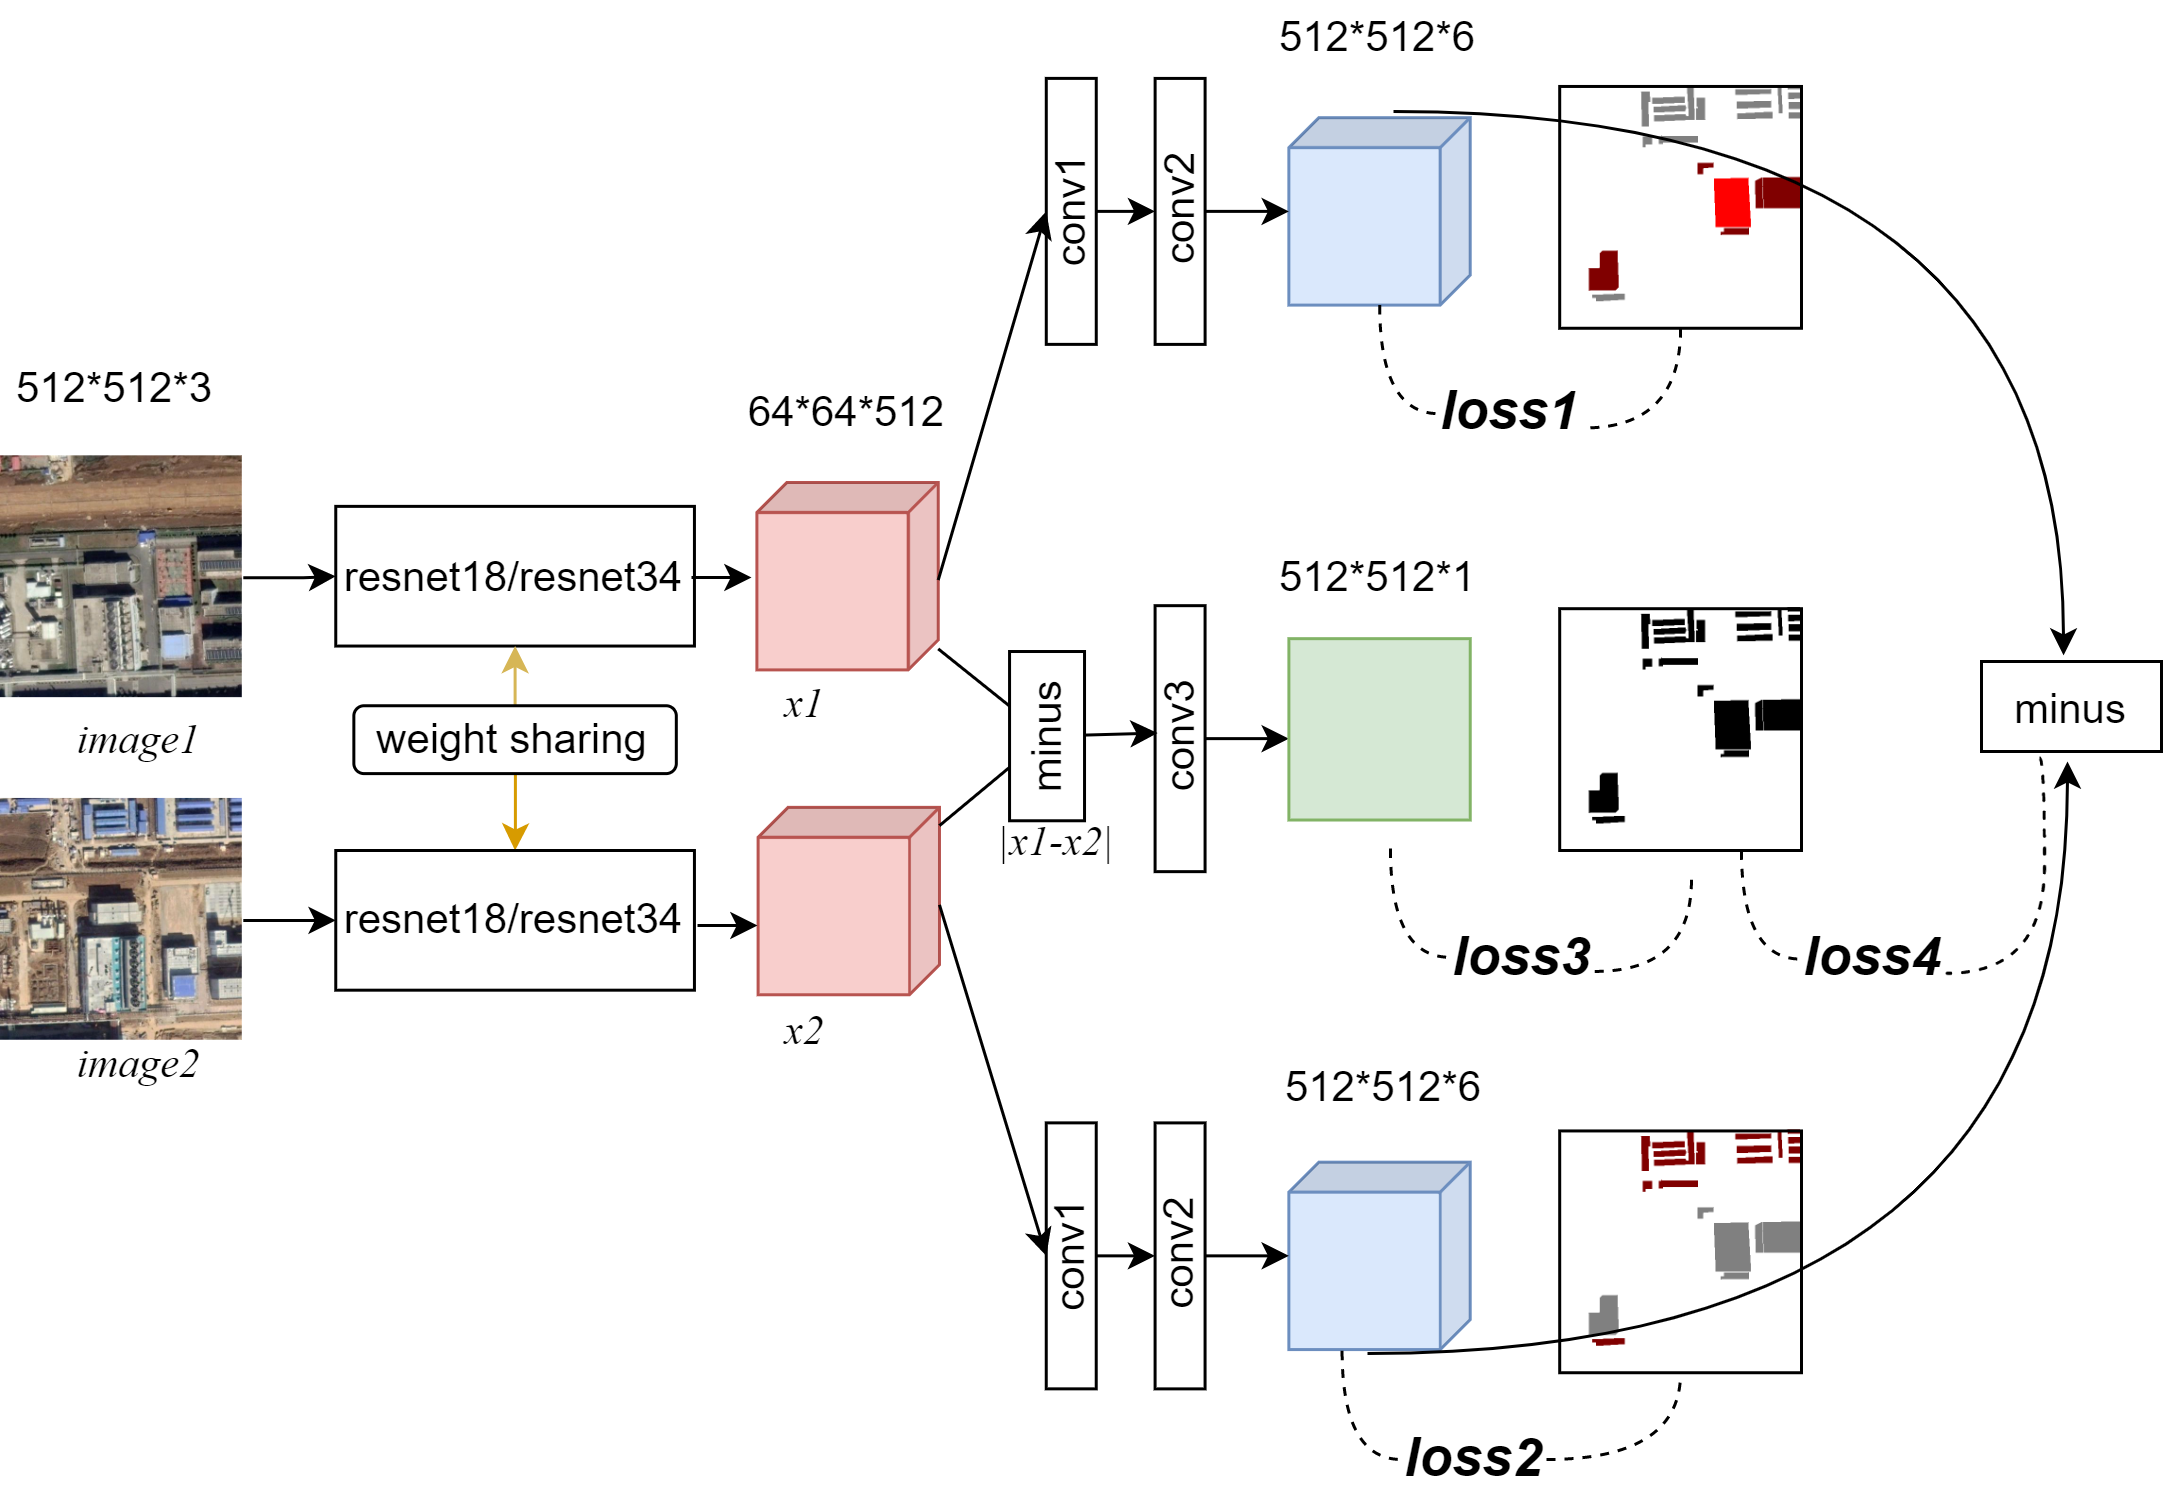 512*512*6
conv1
conv2
loss1
512*512*3
64*64*512
resnet18/resnet34
x1
image1
weight sharing
minus
|x1-x2|
conv3
512*512*1
minus
loss3
loss4
resnet18/resnet34
x2
image2
512*512*6
conv1
conv2
loss2